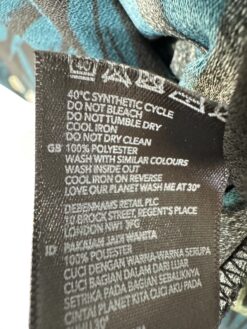 40°C SYNTHETIC CYCLE
DO NOT BLEACH
DO NOT TUMBLE DRY
COOL IRON
DO NOT DRY CLEAN
GB 100% POLYESTER
WASH WITH SIMILAR COLOURS
WASH INSIDE OUT
COOL IRON ON REVERSE
LOVE OUR PLANET WASH ME AT 30°
DEBENHAMS RETAIL PLC
10 BROCK STREET, REGENT'S PLACE
LONDON NW1 3FG
ID PAKAIAN JADI WANITA
100% POLYESTER
CUCI DENGAN WARNA-WARNA SERUPA
CUCI BAGIAN DALAM DAR LUAR
SETRIKA PADA BAGIAN SEBALIKNYA
CINTAI PLANET KITA CUCI AKU PADA
30°